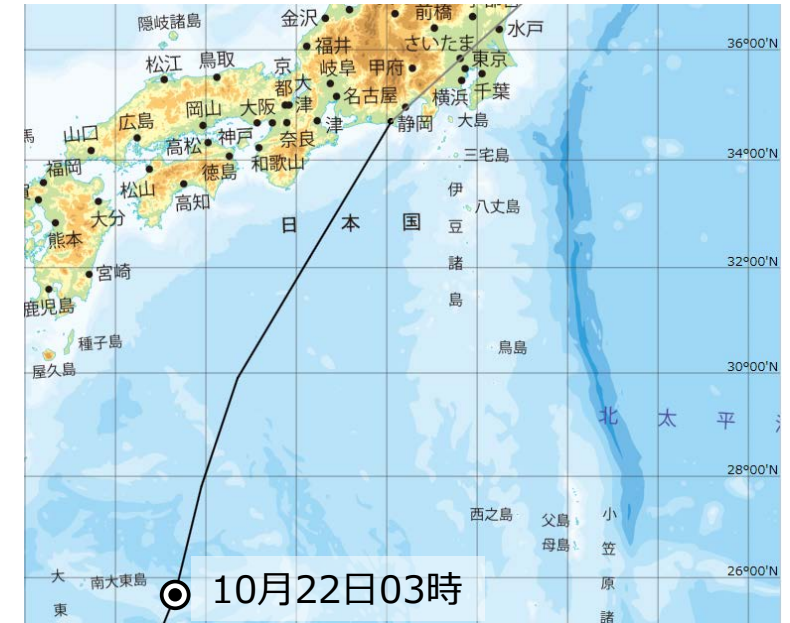 隠岐諸島
金沢
前橋
水戸
福井
さいたま
36°00'N
松江
鳥取
京都
大津
岐阜
甲府
東京
名古屋
横浜
千葉
岡山
大阪
広島
山口
神戸
奈良
津
静岡
大島
高松
和歌山
三宅島
34°00'N
福岡
徳島
松山
高知
大分
八丈島
伊豆諸島
日本国
熊本
宮崎
32°00'N
鹿児島
種子島
鳥島
屋久島
30°00'N
北太平
28°00'N
西之島
父島
母島
小笠原諸
26°00'N
大東
南大東島
10月22日03時